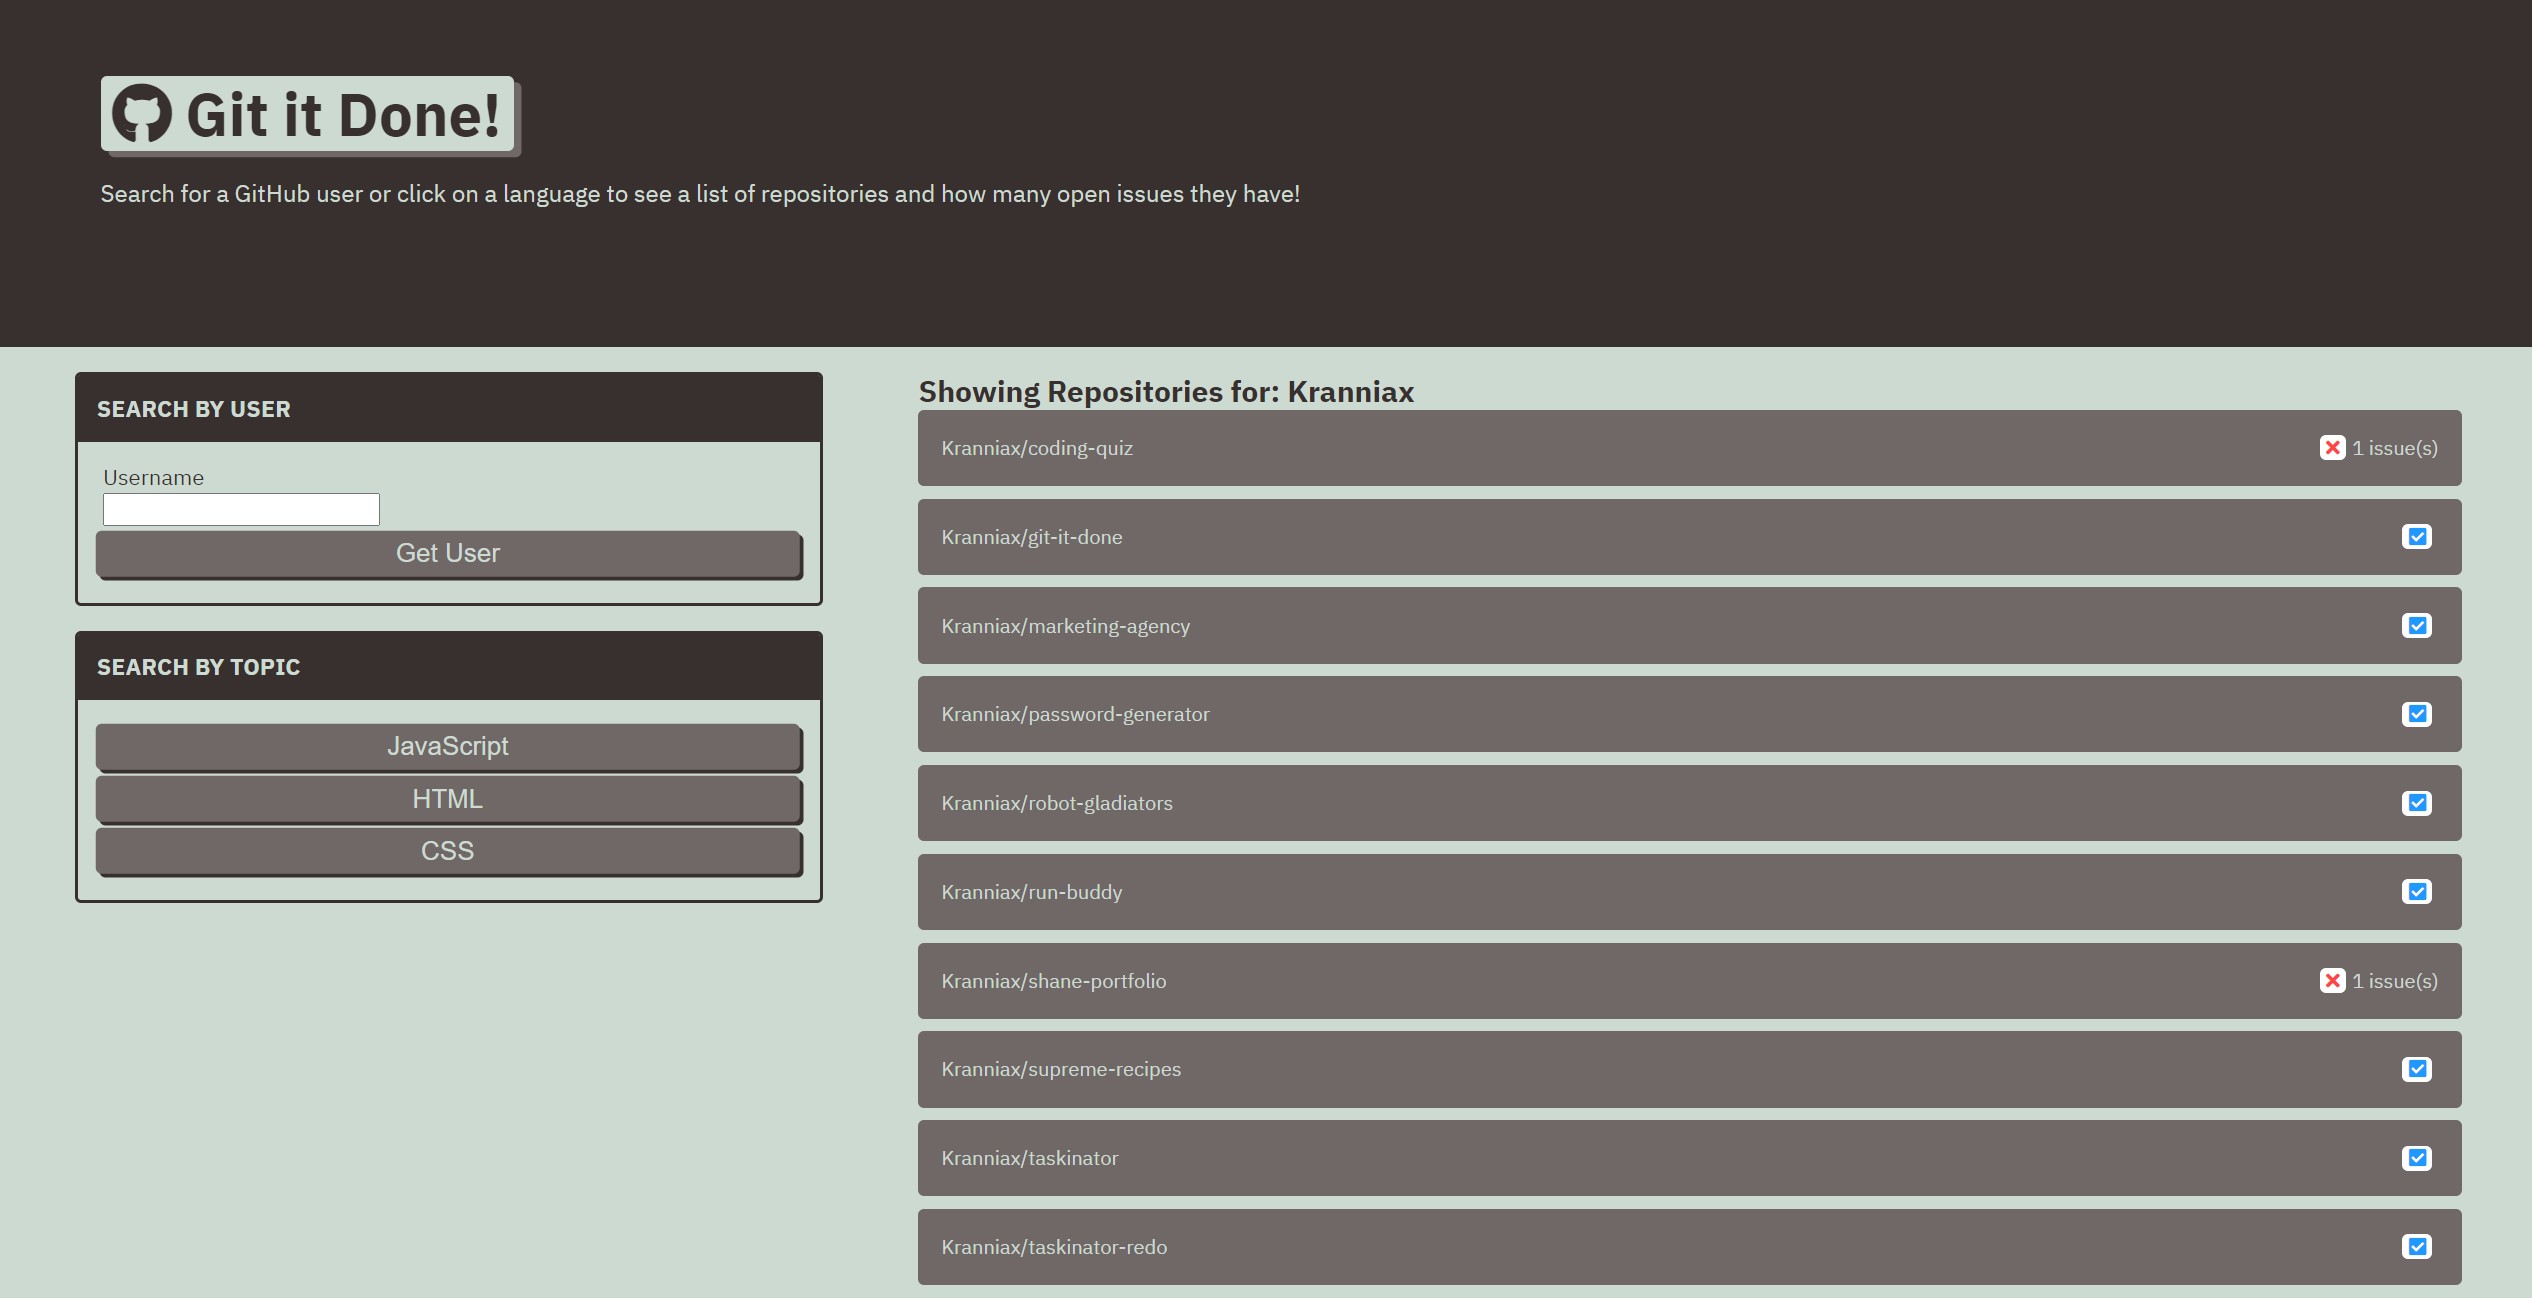 Git it Done!
Search for a GitHub user or click on a language to see a list of repositories and how many open issues they have!
SEARCH BY USER
Username
Get User
SEARCH BY TOPIC
JavaScript
HTML
CSS
Showing Repositories for: Kranniax
Kranniax/coding-quiz 1 issue(s)
Kranniax/git-it-done
Kranniax/marketing-agency
Kranniax/password-generator
Kranniax/robot-gladiators
Kranniax/run-buddy
Kranniax/shane-portfolio 1 issue(s)
Kranniax/supreme-recipes
Kranniax/taskinator
Kranniax/taskinator-redo